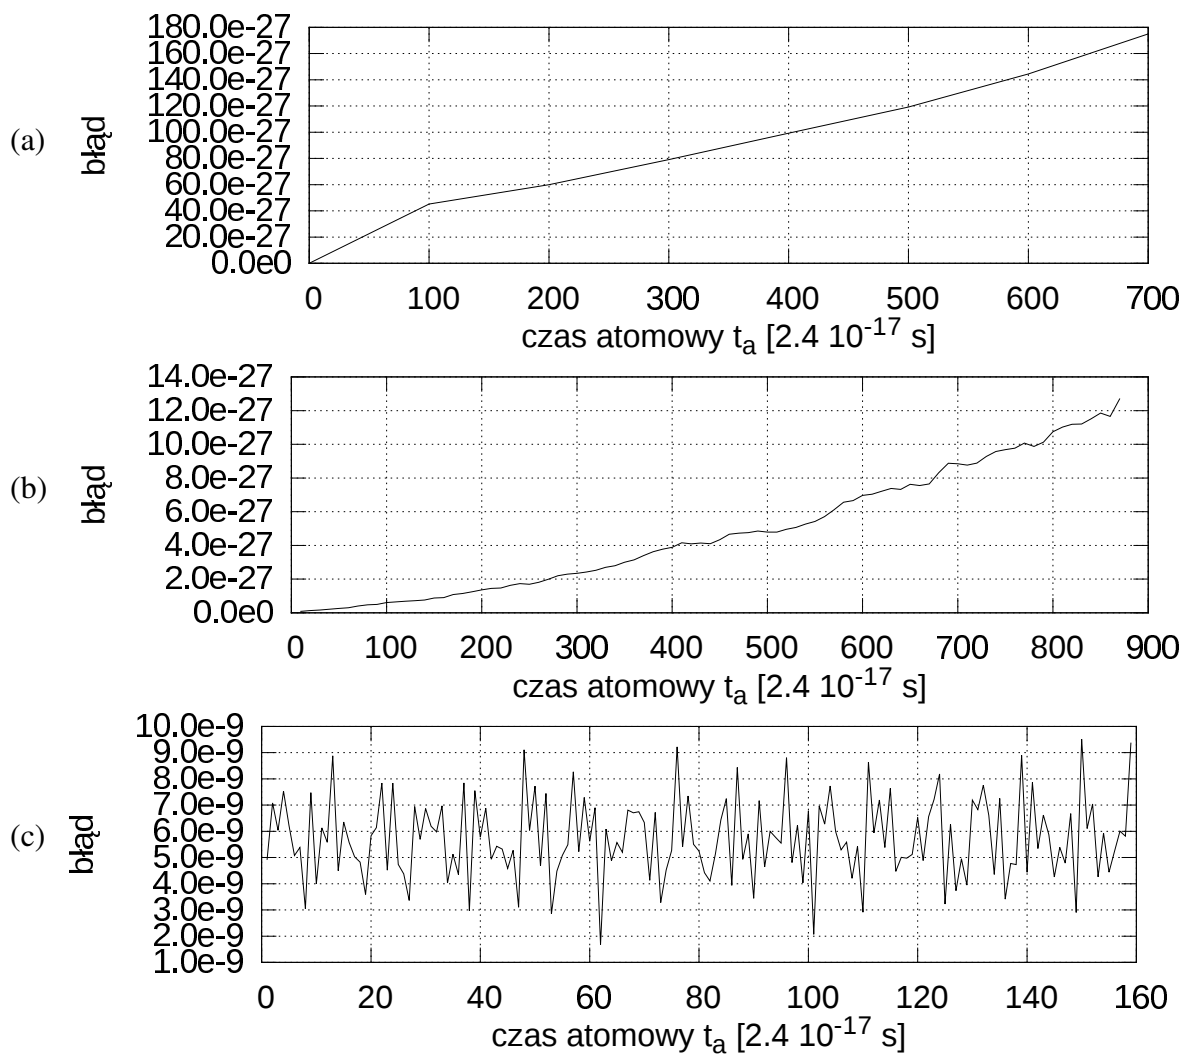 180.0e-27
160.0e-27
140.0e-27
120.0e-27
100.0e-27
80.0e-27
60.0e-27
40.0e-27
20.0e-27
0.0e0
(a)
błąd
0 100 200 300 400 500 600 700
czas atomowy t_a [2.4 10^-17 s]
14.0e-27
12.0e-27
10.0e-27
8.0e-27
6.0e-27
4.0e-27
2.0e-27
0.0e0
(b)
błąd
0 100 200 300 400 500 600 700 800 900
czas atomowy t_a [2.4 10^-17 s]
10.0e-9
9.0e-9
8.0e-9
7.0e-9
6.0e-9
5.0e-9
4.0e-9
3.0e-9
2.0e-9
1.0e-9
(c)
błąd
0 20 40 60 80 100 120 140 160
czas atomowy t_a [2.4 10^-17 s]